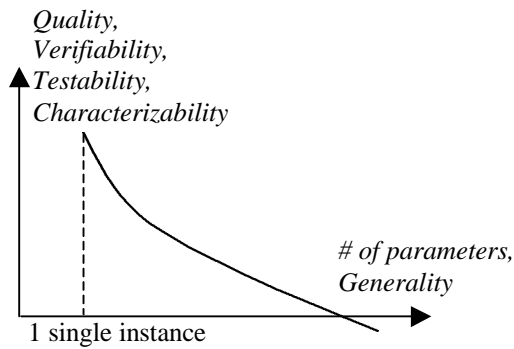 Quality,
Verifiability,
Testability,
Characterizability
# of parameters,
Generality
1 single instance